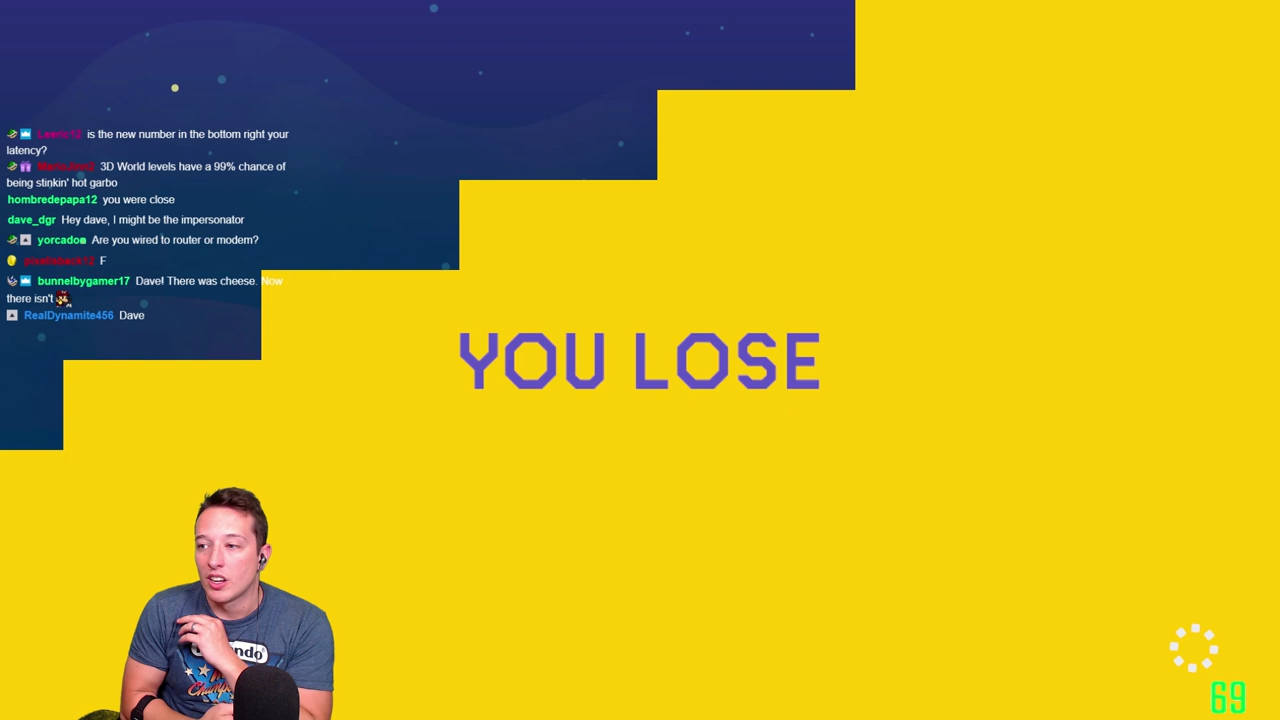 is the new number in the bottom right your
latency?
3D World levels have a 99% chance of
being stinkin' hot garbo
hombredepapa12 you were close
dave_dgr Hey dave, I might be the impersonator
yorcado Are you wired to router or modem?
F
bunnelbygamer17 Dave! There was cheese. Now
there isn't
RealDynamite456 Dave
YOU LOSE
69